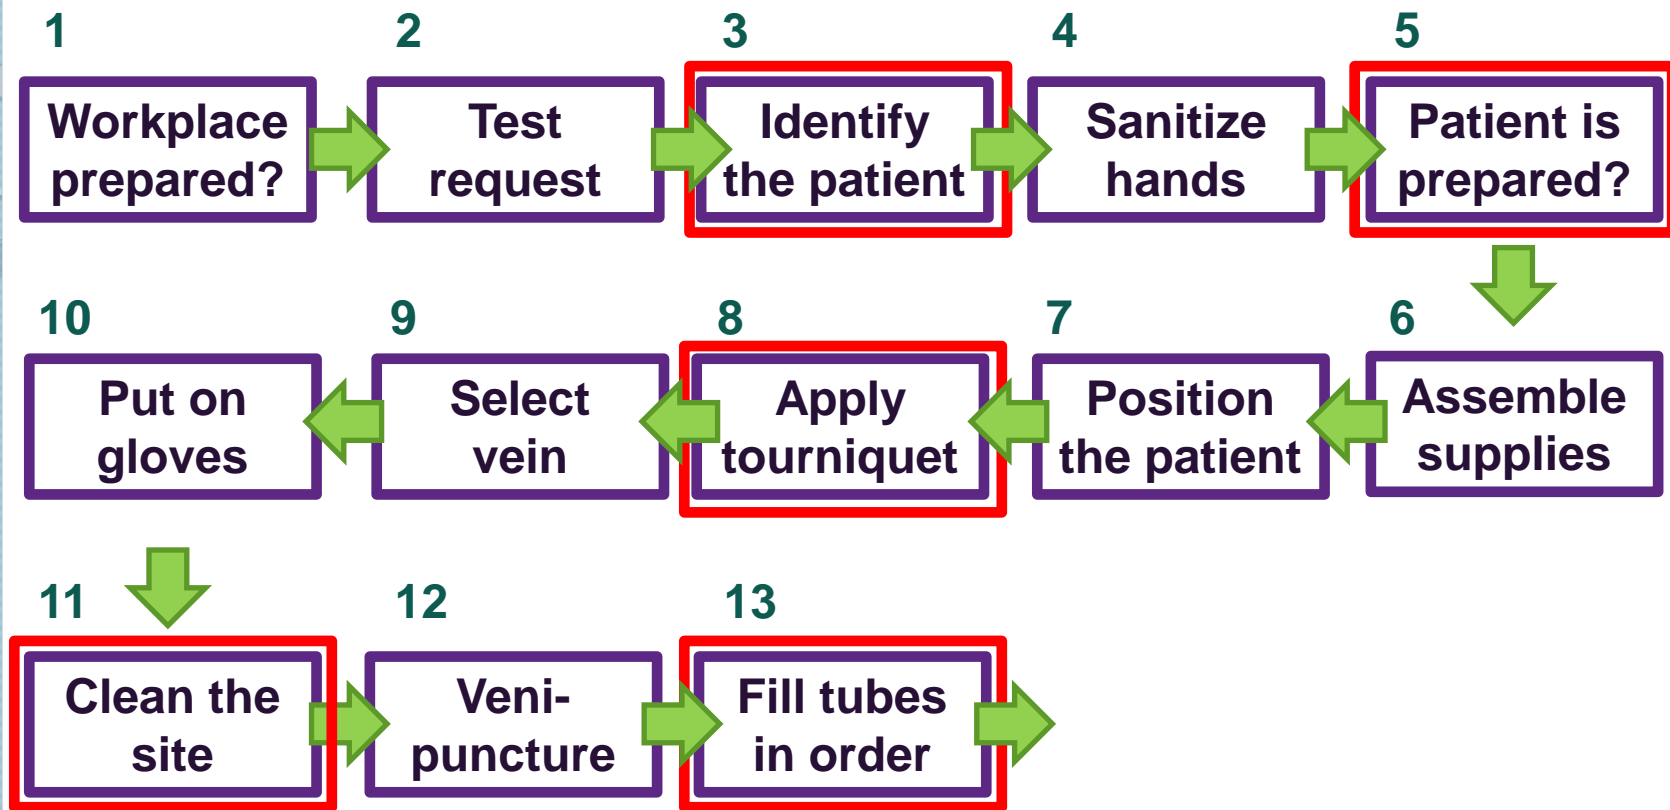 1
Workplace
prepared?
2
Test
request
3
Identify
the patient
4
Sanitize
hands
5
Patient is
prepared?
6
Assemble
supplies
7
Position
the patient
8
Apply
tourniquet
9
Select
vein
10
Put on
gloves
11
Clean the
site
12
Veni-
puncture
13
Fill tubes
in order